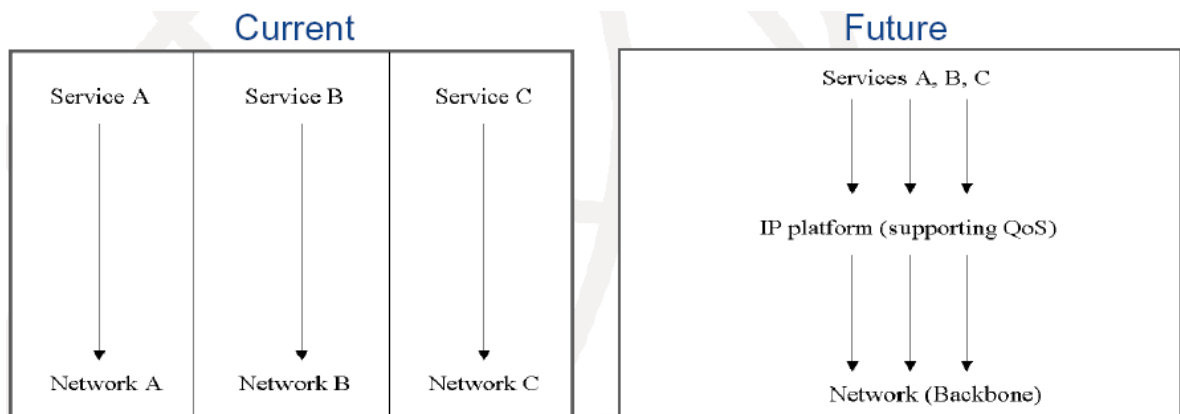 Current
Service A
Service B
Service C
Network A
Network B
Network C
Future
Services A, B, C
IP platform (supporting QoS)
Network (Backbone)